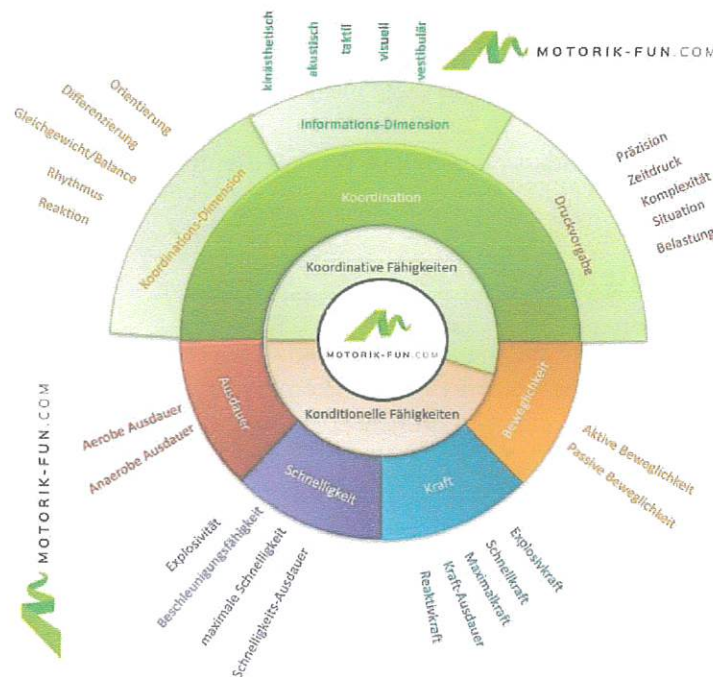 kinästhetisch
akustisch
taktil
visuell
vestibulär
MOTORIK-FUN.COM
Orientierung
Differenzierung
Gleichgewicht/Balance
Rhythmus
Reaktion
Informations-Dimension
Koordinations-Dimension
Druckvorgabe
Präzision
Zeitdruck
Komplexität
Situation
Belastung
Koordination
Koordinative Fähigkeiten
MOTORIK-FUN.COM
Konditionelle Fähigkeiten
Ausdauer
Schnelligkeit
Kraft
Beweglichkeit
Aerobe Ausdauer
Anaerobe Ausdauer
Explosivität
Beschleunigungsfähigkeit
maximale Schnelligkeit
Schnelligkeits-Ausdauer
Reaktivkraft
Kraft-Ausdauer
Maximalkraft
Schnellkraft
Explosivkraft
Aktive Beweglichkeit
Passive Beweglichkeit
MOTORIK-FUN.COM